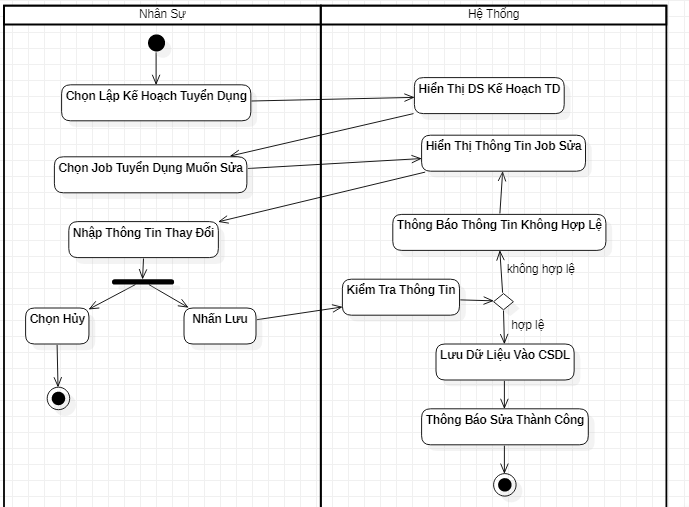 Nhân Sự
Hệ Thống
Chọn Lập Kế Hoạch Tuyển Dụng
Hiển Thị DS Kế Hoạch TD
Chọn Job Tuyển Dụng Muốn Sửa
Hiển Thị Thông Tin Job Sửa
Nhập Thông Tin Thay Đổi
Thông Báo Thông Tin Không Hợp Lệ
không hợp lệ
Chọn Hủy
Nhấn Lưu
Kiểm Tra Thông Tin
hợp lệ
Lưu Dữ Liệu Vào CSDL
Thông Báo Sửa Thành Công